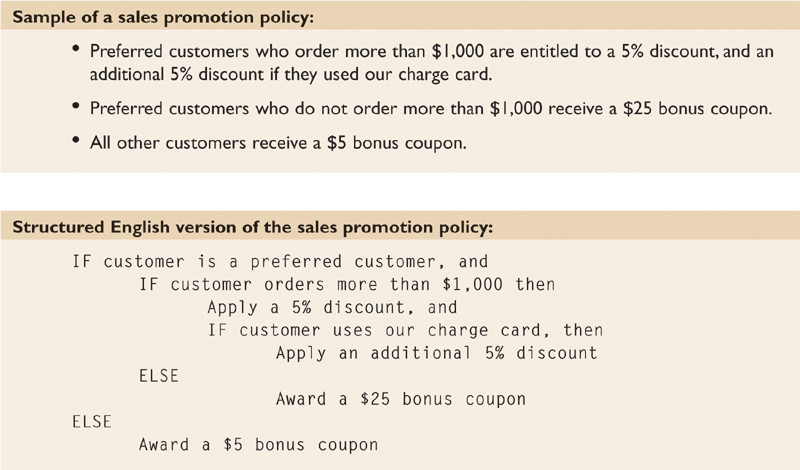 Sample of a sales promotion policy:
• Preferred customers who order more than $1,000 are entitled to a 5% discount, and an
additional 5% discount if they used our charge card.
• Preferred customers who do not order more than $1,000 receive a $25 bonus coupon.
• All other customers receive a $5 bonus coupon.
Structured English version of the sales promotion policy:
IF customer is a preferred customer, and
IF customer orders more than $1,000 then
Apply a 5% discount, and
IF customer uses our charge card, then
Apply an additional 5% discount
ELSE
Award a $25 bonus coupon
ELSE
Award a $5 bonus coupon